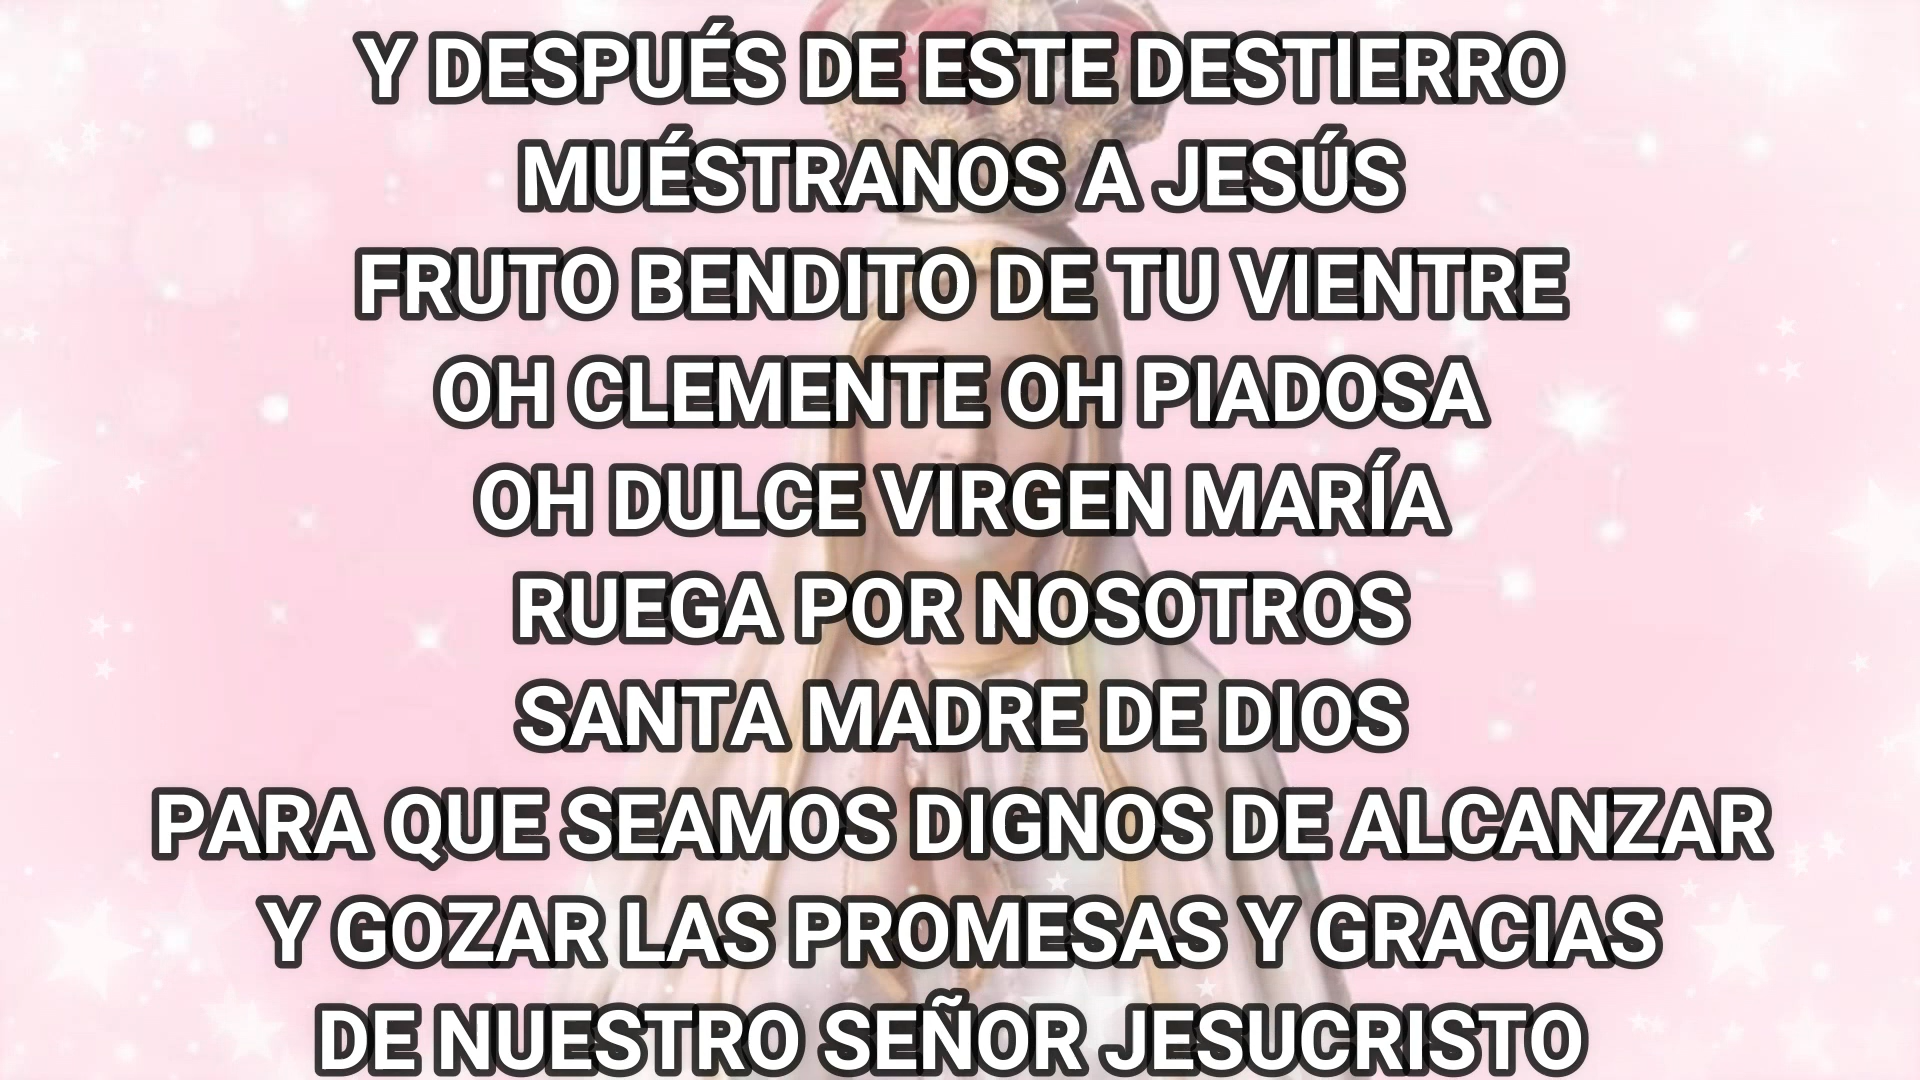 Y DESPUÉS DE ESTE DESTIERRO
MUÉSTRANOS A JESÚS
FRUTO BENDITO DE TU VIENTRE
OH CLEMENTE OH PIADOSA
OH DULCE VIRGEN MARÍA
RUEGA POR NOSOTROS
SANTA MADRE DE DIOS
PARA QUE SEAMOS DIGNOS DE ALCANZAR
Y GOZAR LAS PROMESAS Y GRACIAS
DE NUESTRO SEÑOR JESUCRISTO